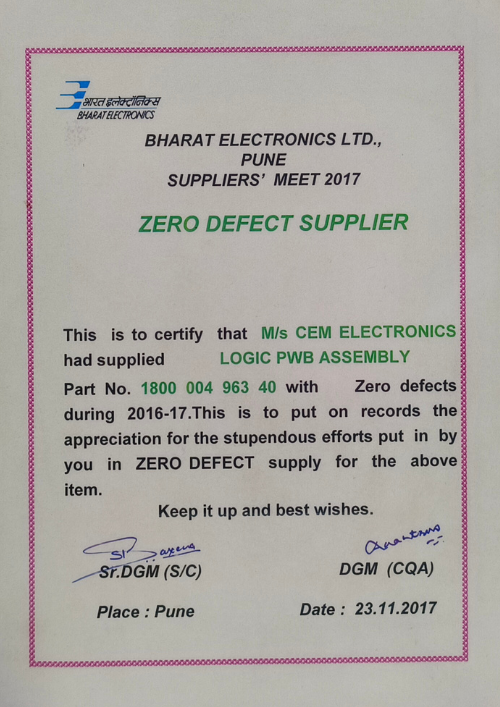 भारत इलेक्ट्रॉनिक्स
BHARAT ELECTRONICS
BHARAT ELECTRONICS LTD.,
PUNE
SUPPLIERS' MEET 2017
ZERO DEFECT SUPPLIER
This is to certify that M/s CEM ELECTRONICS
had supplied LOGIC PWB ASSEMBLY
Part No. 1800 004 963 40 with Zero defects
during 2016-17.This is to put on records the
appreciation for the stupendous efforts put in by
you in ZERO DEFECT supply for the above
item.
Keep it up and best wishes.
Sr.DGM (S/C) DGM (CQA)
Place : Pune Date : 23.11.2017